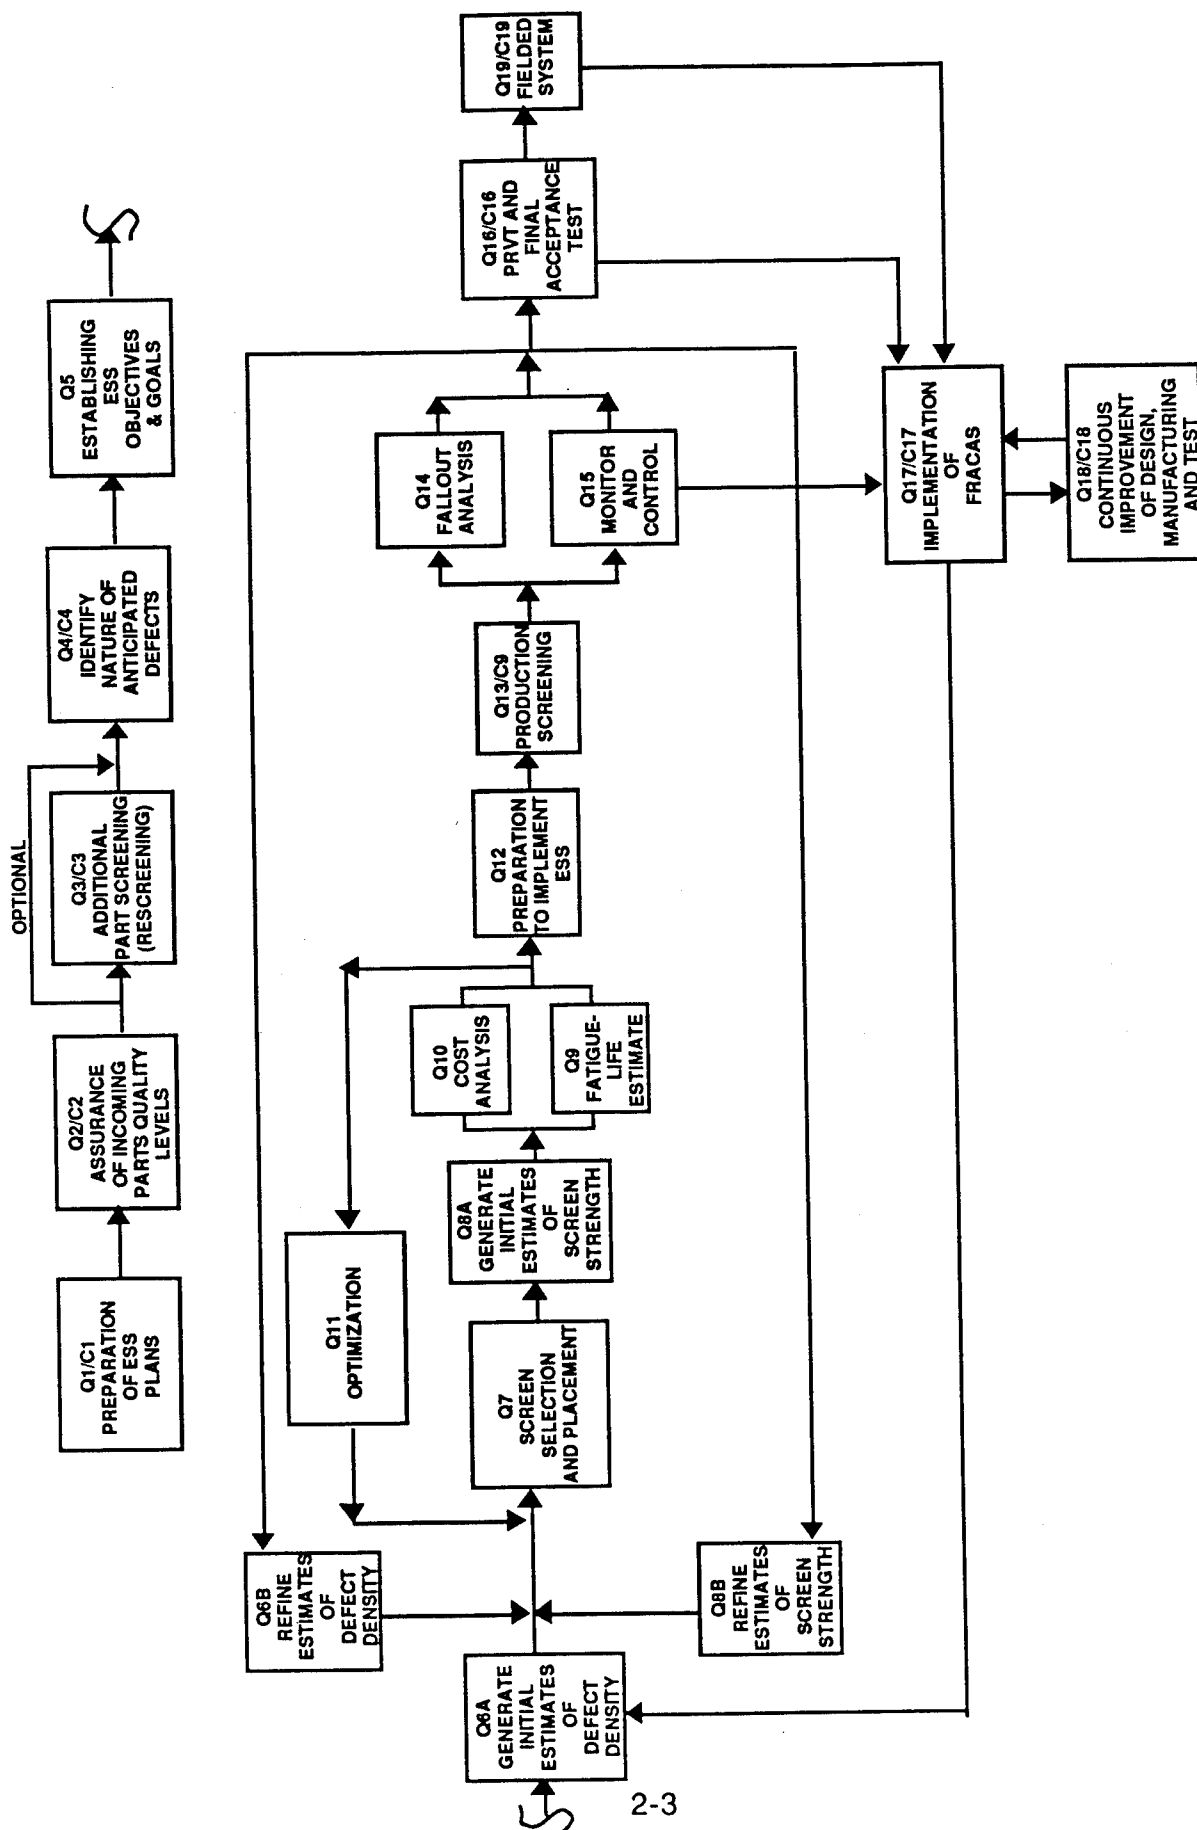 Q1/C1
PREPARATION
OF ESS
PLANS
Q2/C2
ASSURANCE
OF INCOMING
PARTS QUALITY
LEVELS
OPTIONAL
Q3/C3
ADDITIONAL
PART SCREENING
(RESCREENING)
Q4/C4
IDENTIFY
NATURE OF
ANTICIPATED
DEFECTS
Q5
ESTABLISHING
ESS
OBJECTIVES
& GOALS
Q6A
GENERATE
INITIAL
ESTIMATES
OF
DEFECT
DENSITY
Q6B
REFINE
ESTIMATES
OF
DEFECT
DENSITY
Q8B
REFINE
ESTIMATES
OF
SCREEN
STRENGTH
Q11
OPTIMIZATION
Q7
SCREEN
SELECTION
AND PLACEMENT
Q8A
GENERATE
INITIAL
ESTIMATES
OF
SCREEN
STRENGTH
Q10
COST
ANALYSIS
Q9
FATIGUE-
LIFE
ESTIMATE
Q12
PREPARATION
TO IMPLEMENT
ESS
Q13/C9
PRODUCTION
SCREENING
Q14
FALLOUT
ANALYSIS
Q15
MONITOR
AND
CONTROL
Q16/C16
PRVT AND
FINAL
ACCEPTANCE
TEST
Q19/C19
FIELDED
SYSTEM
Q17/C17
IMPLEMENTATION
OF
FRACAS
Q18/C18
CONTINUOUS
IMPROVEMENT
OF DESIGN,
MANUFACTURING
AND TEST
2-3